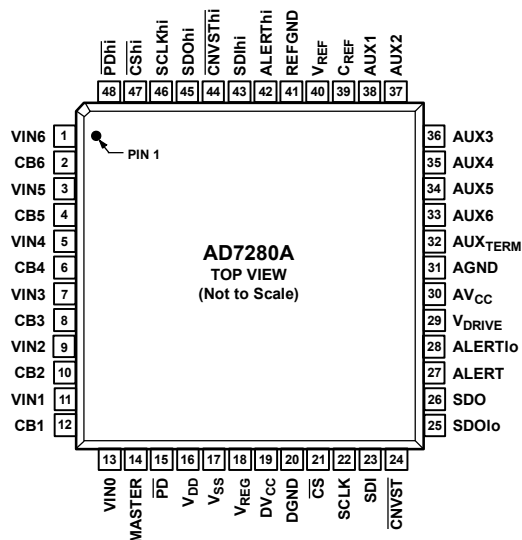 PDhi
CShi
SCLKhi
SDOhi
CNVSThi
SDIhi
ALERThi
REFGND
VREF
CREF
AUX1
AUX2
48 47 46 45 44 43 42 41 40 39 38 37
VIN6 1
CB6 2
VIN5 3
CB5 4
VIN4 5
CB4 6
VIN3 7
CB3 8
VIN2 9
CB2 10
VIN1 11
CB1 12
PIN 1
AD7280A
TOP VIEW
(Not to Scale)
36 AUX3
35 AUX4
34 AUX5
33 AUX6
32 AUXTERM
31 AGND
30 AVCC
29 VDRIVE
28 ALERTlo
27 ALERT
26 SDO
25 SDOlo
13 14 15 16 17 18 19 20 21 22 23 24
VIN0
MASTER
PD
VDD
VSS
VREG
DVCC
DGND
CS
SCLK
SDI
CNVST